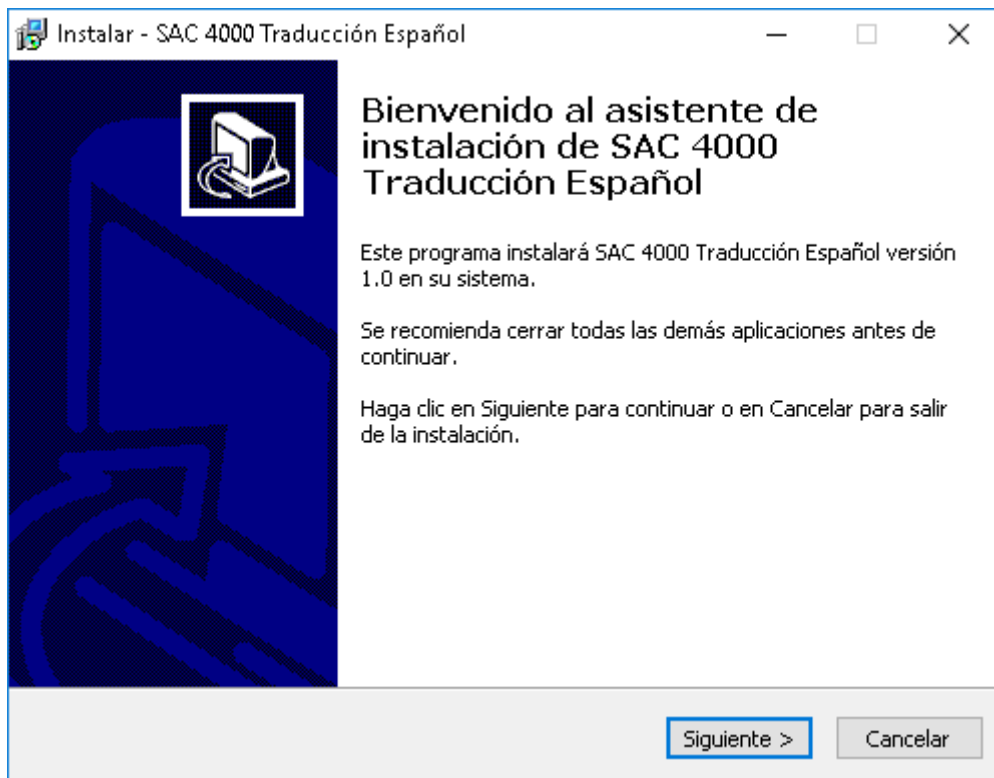 Instalar - SAC 4000 Traducción Español
Bienvenido al asistente de
instalación de SAC 4000
Traducción Español
Este programa instalará SAC 4000 Traducción Español versión
1.0 en su sistema.
Se recomienda cerrar todas las demás aplicaciones antes de
continuar.
Haga clic en Siguiente para continuar o en Cancelar para salir
de la instalación.
Siguiente >
Cancelar